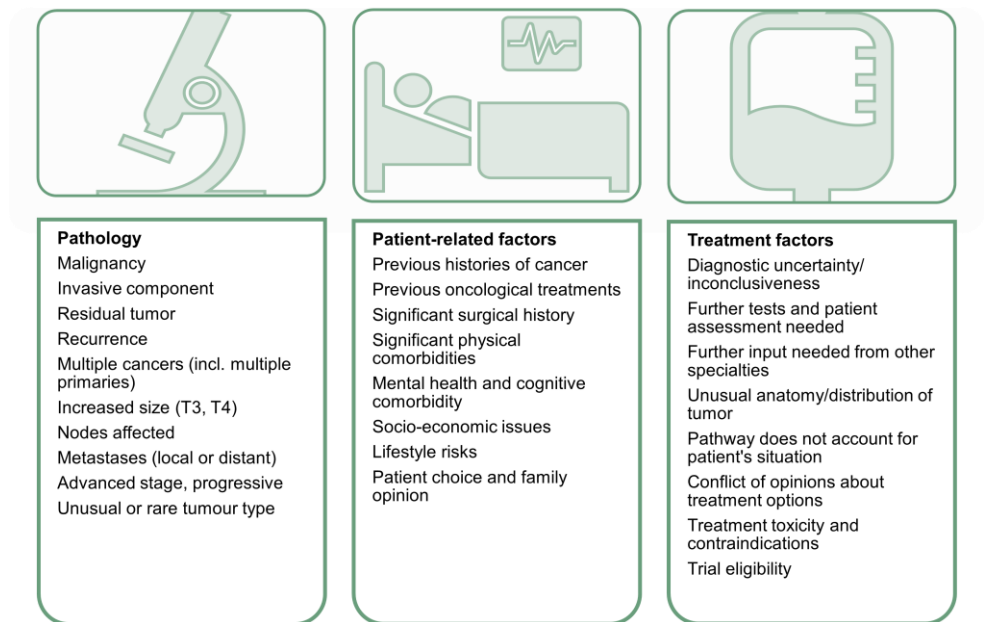 Pathology
Malignancy
Invasive component
Residual tumor
Recurrence
Multiple cancers (incl. multiple
primaries)
Increased size (T3, T4)
Nodes affected
Metastases (local or distant)
Advanced stage, progressive
Unusual or rare tumour type
Patient-related factors
Previous histories of cancer
Previous oncological treatments
Significant surgical history
Significant physical
comorbidities
Mental health and cognitive
comorbidity
Socio-economic issues
Lifestyle risks
Patient choice and family
opinion
Treatment factors
Diagnostic uncertainty/
inconclusiveness
Further tests and patient
assessment needed
Further input needed from other
specialties
Unusual anatomy/distribution of
tumor
Pathway does not account for
patient's situation
Conflict of opinions about
treatment options
Treatment toxicity and
contraindications
Trial eligibility